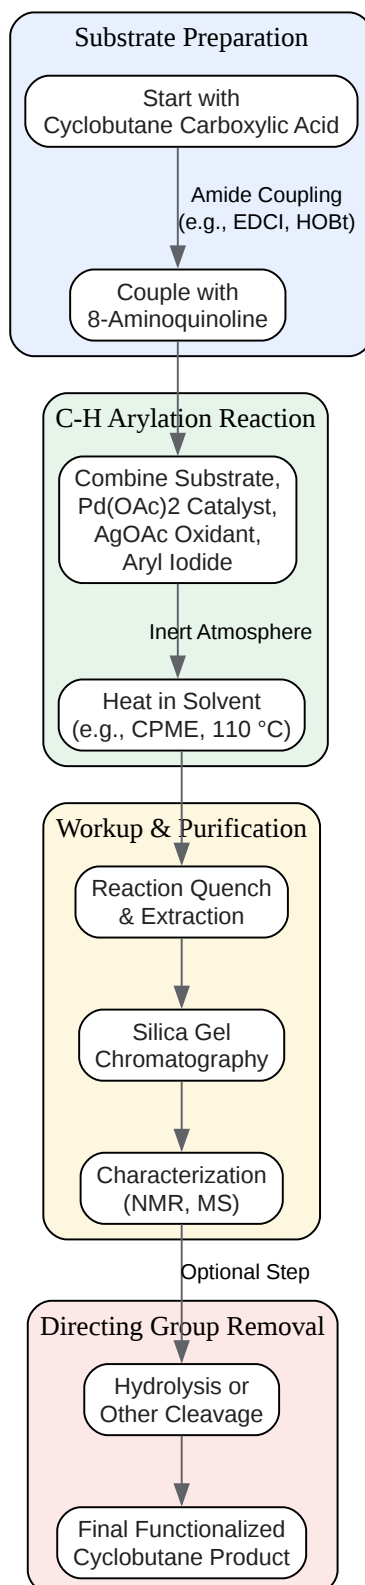 Substrate Preparation
Start with
Cyclobutane Carboxylic Acid
Amide Coupling
(e.g., EDCI, HOBt)
Couple with
8-Aminoquinoline
C-H Arylation Reaction
Combine Substrate,
Pd(OAc)2 Catalyst,
AgOAc Oxidant,
Aryl Iodide
Inert Atmosphere
Heat in Solvent
(e.g., CPME, 110 °C)
Workup & Purification
Reaction Quench
& Extraction
Silica Gel
Chromatography
Characterization
(NMR, MS)
Optional Step
Directing Group Removal
Hydrolysis or
Other Cleavage
Final Functionalized
Cyclobutane Product